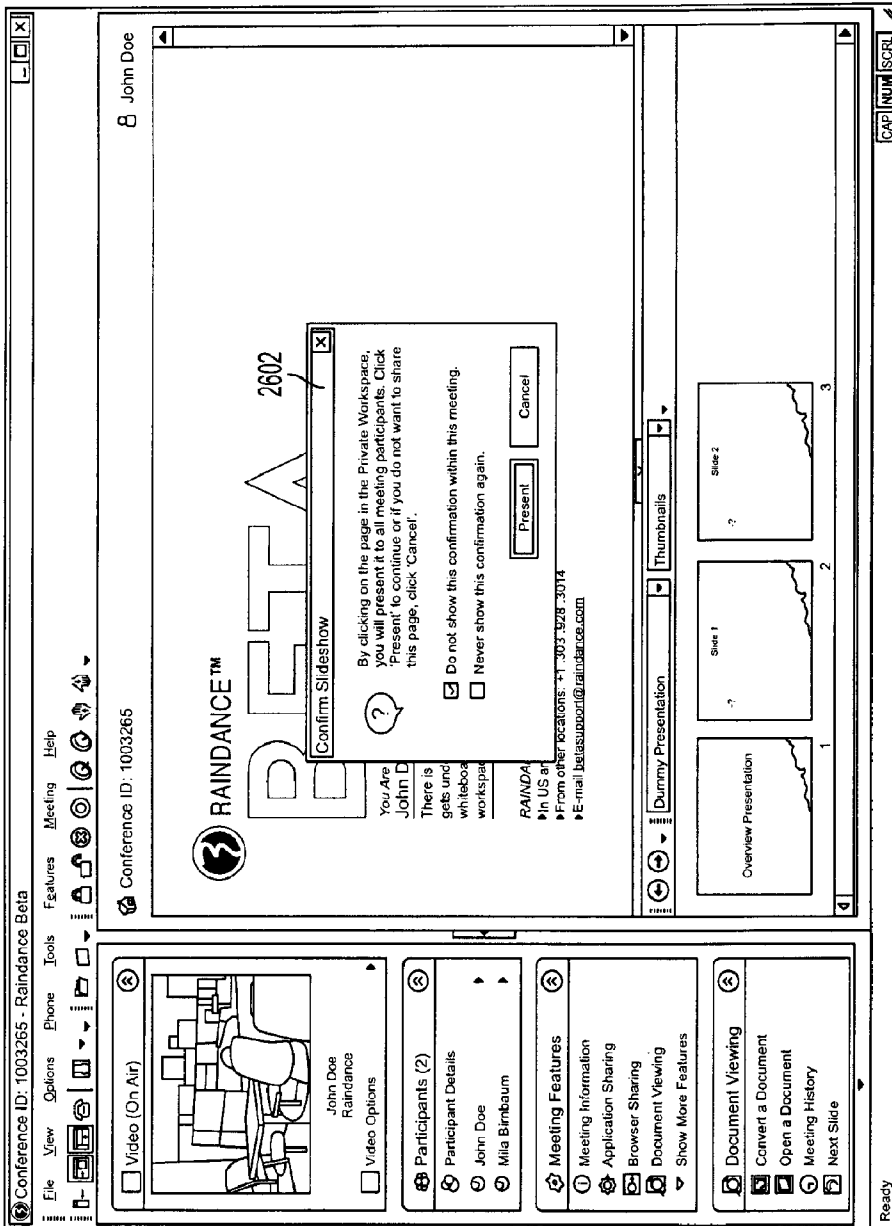 Conference ID: 1003265 - Raindance Beta
File View Options Phone Tools Features Meeting Help
Video (On Air)
John Doe
Raindance
Video Options
Participants (2)
Participant Details
John Doe
Mila Birnbaum
Meeting Features
Meeting Information
Application Sharing
Browser Sharing
Document Viewing
Show More Features
Document Viewing
Convert a Document
Open a Document
Meeting History
Next Slide
Conference ID: 1003265
John Doe
RAINDANCE™
BETA
2602
You Are
John D
There is
gets und
whiteboa
workspac
RAINDA
In US an
From other locations: +1 .303 .928 .3014
E-mail betasupport@raindance.com
Confirm Slideshow
?
By clicking on the page in the Private Workspace,
you will present it to all meeting participants. Click
'Present' to continue or if you do not want to share
this page, click 'Cancel'.
Do not show this confirmation within this meeting.
Never show this confirmation again.
Present
Cancel
Dummy Presentation
Thumbnails
Overview Presentation
1
Slide 1
-?
2
Slide 2
-?
3
Ready
CAP NUM SCRL